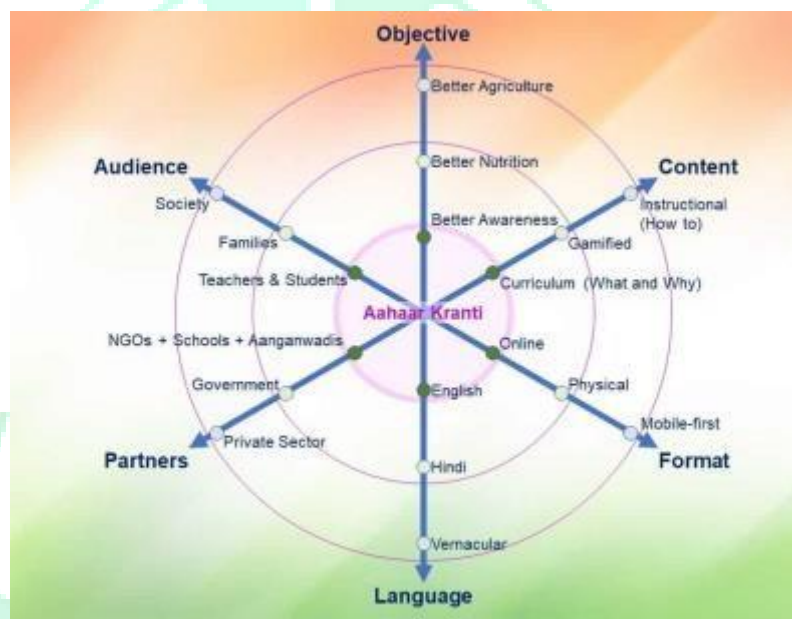 Objective
Better Agriculture
Better Nutrition
Better Awareness
Audience
Society
Families
Teachers & Students
Content
Instructional
(How to)
Gamified
Curriculum (What and Why)
Aahaar Kranti
NGOs + Schools + Aanganwadis
Government
Private Sector
Partners
Online
Physical
Mobile-first
Format
English
Hindi
Vernacular
Language